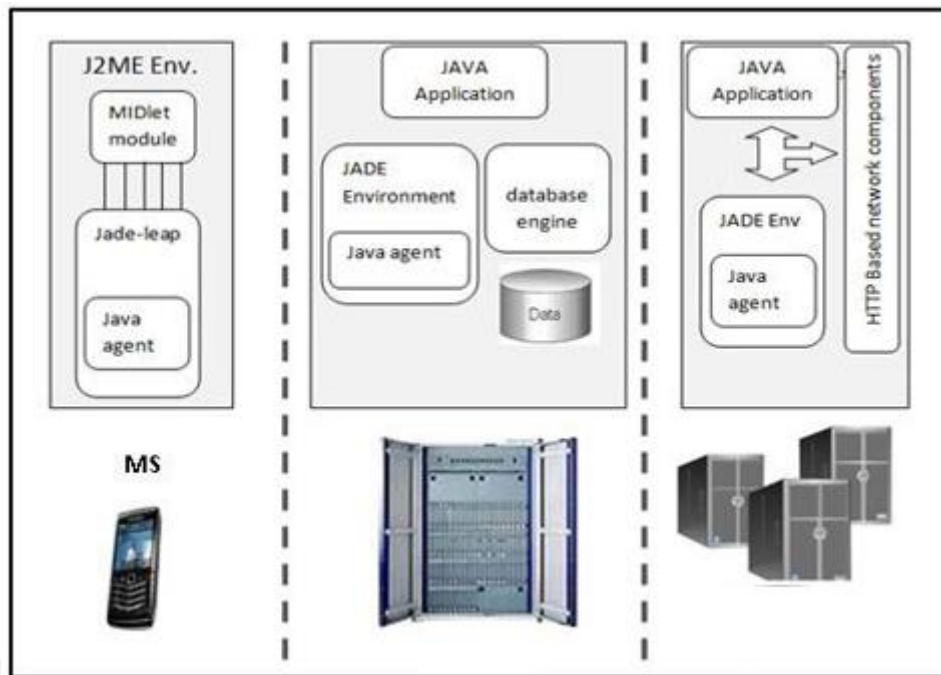 J2ME Env.
MIDlet
module
Jade-leap
Java
agent
MS
JAVA
Application
JADE
Environment
Java agent
database
engine
Data
JAVA
Application
JADE Env
Java
agent
HTTP Based network components